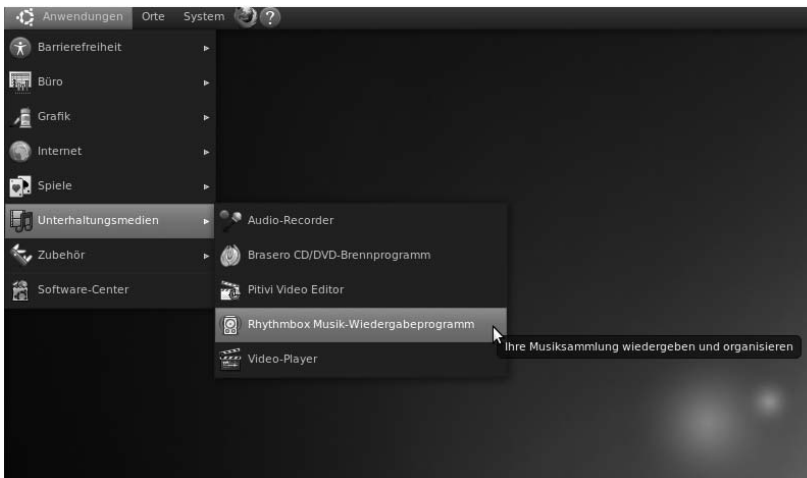 Anwendungen Orte System ?
Barrierefreiheit
Büro
Grafik
Internet
Spiele
Unterhaltungsmedien
Zubehör
Software-Center
Audio-Recorder
Brasero CD/DVD-Brennprogramm
Pitivi Video Editor
Rhythmbox Musik-Wiedergabeprogramm
Video-Player
Ihre Musiksammlung wiedergeben und organisieren